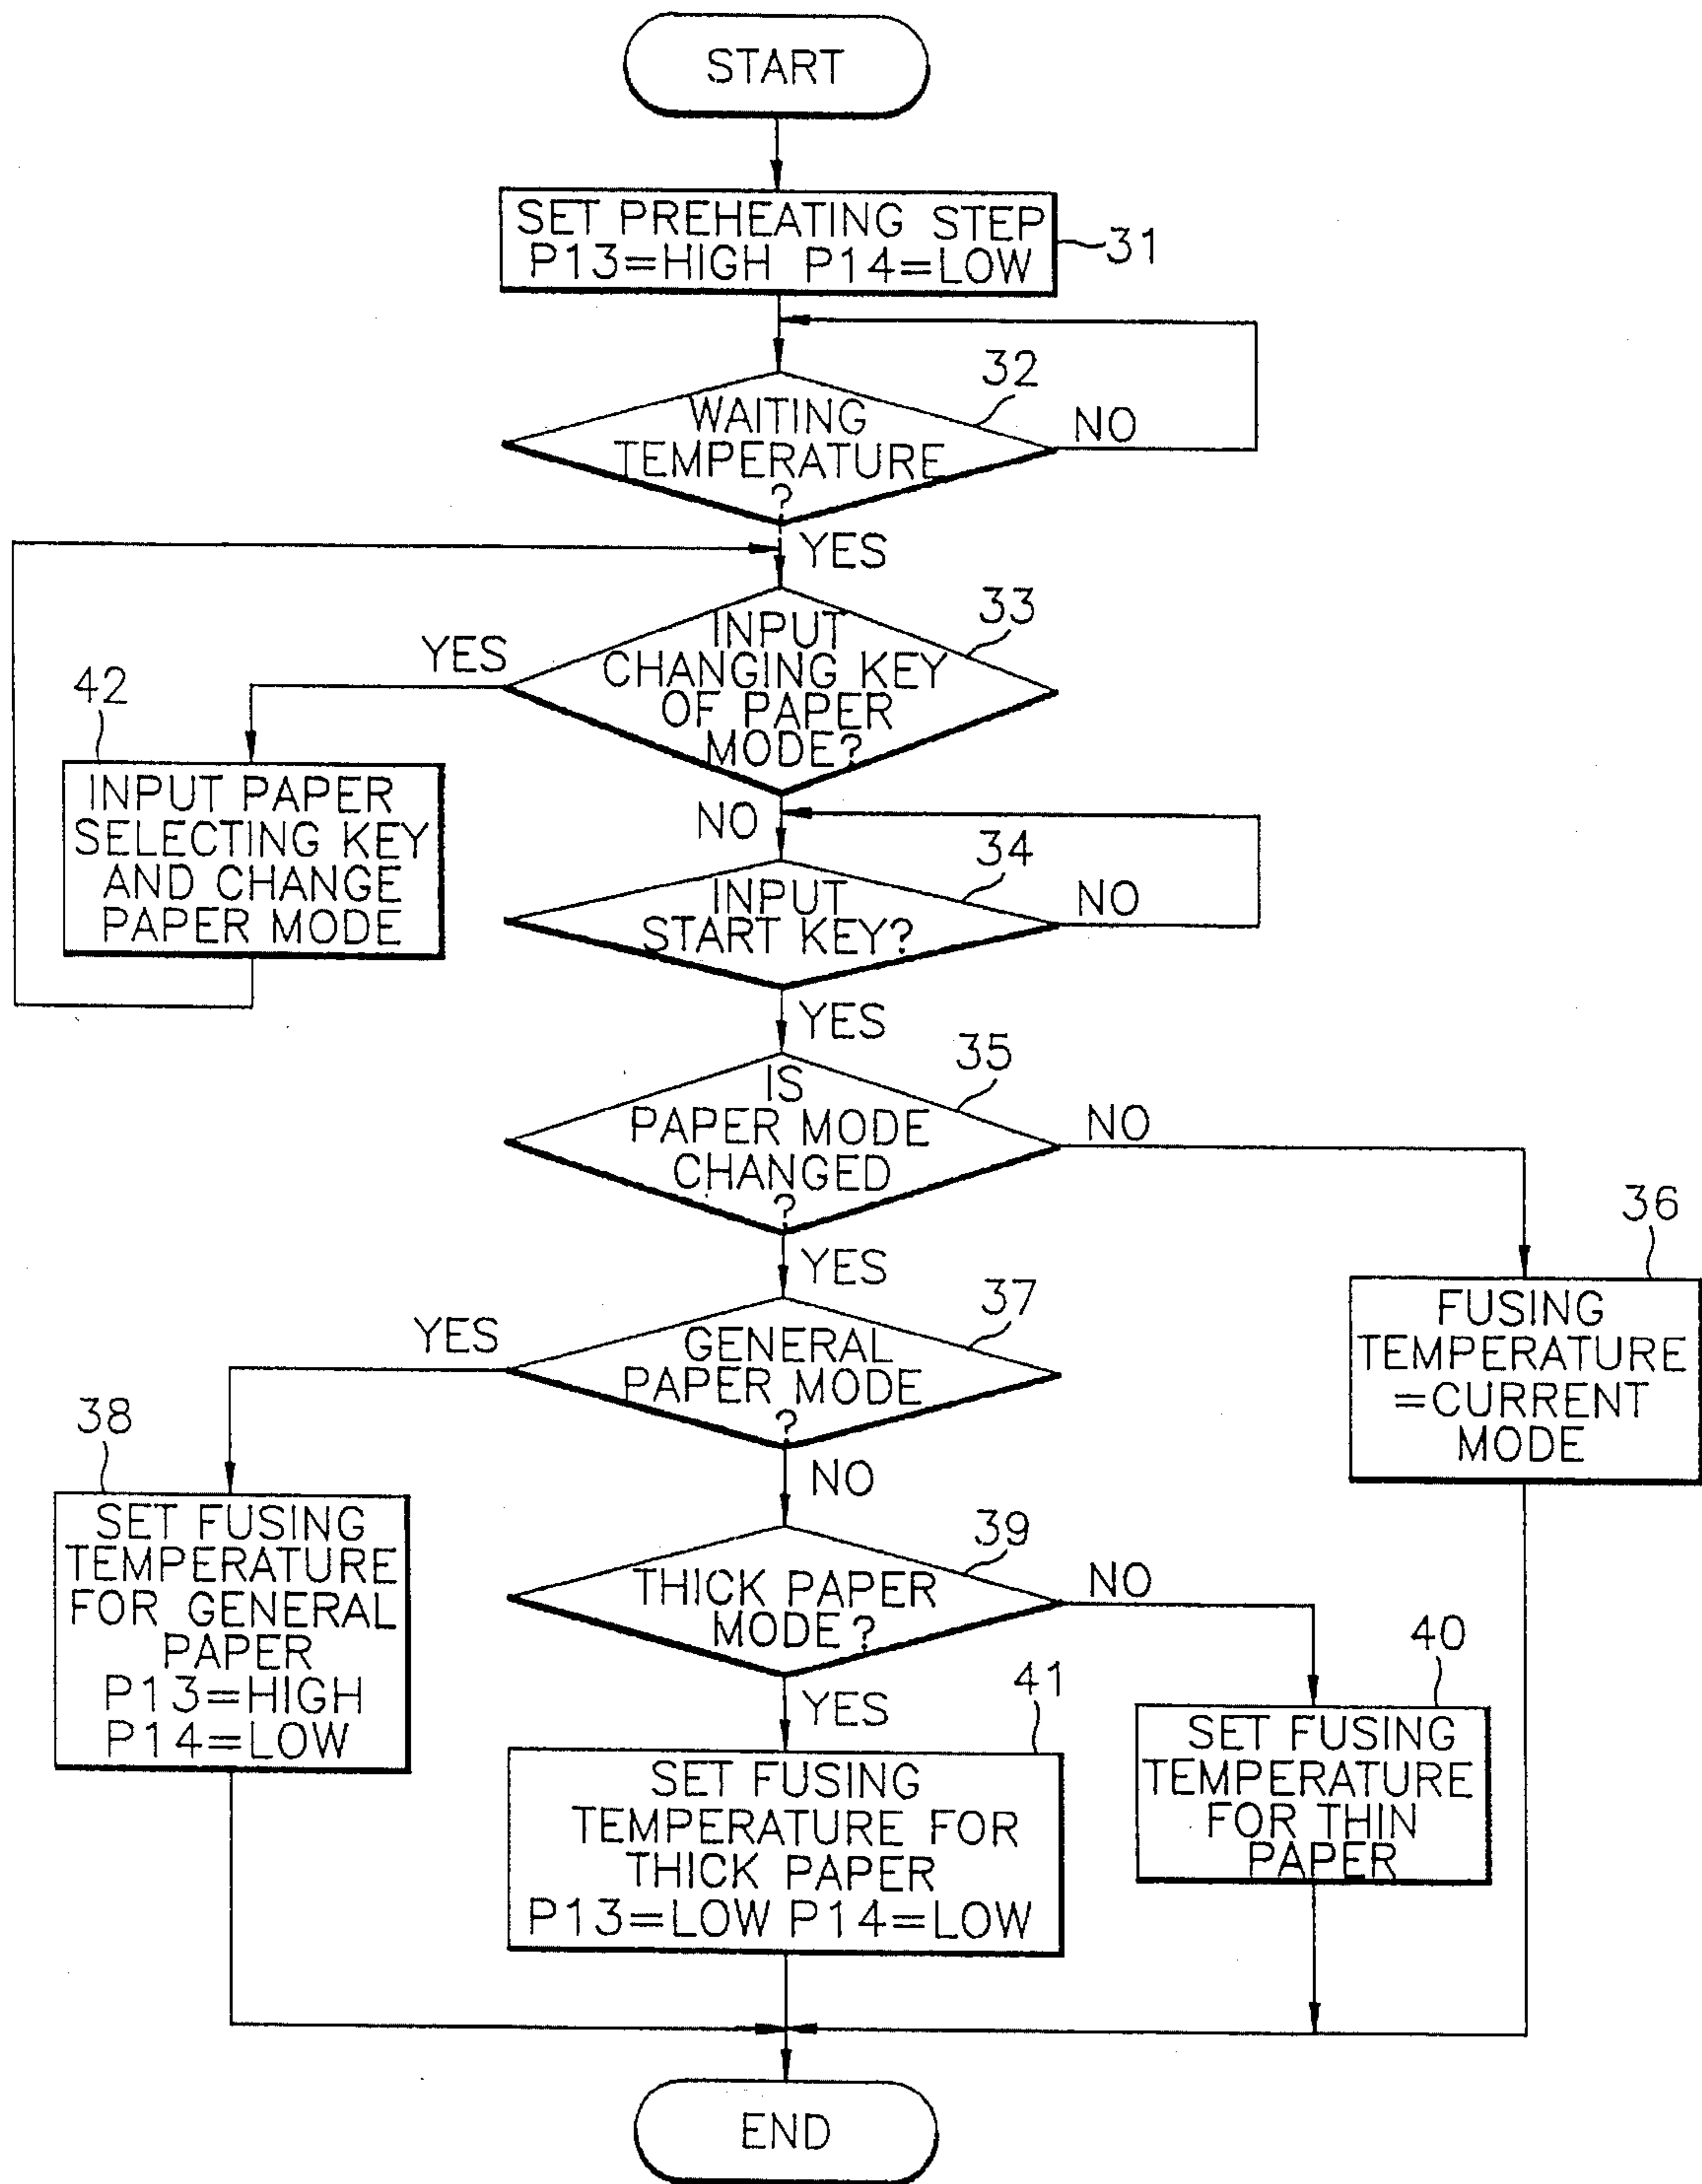 START
SET PREHEATING STEP
P13=HIGH P14=LOW
31
32
WAITING
TEMPERATURE
?
NO
YES
33
INPUT
CHANGING KEY
OF PAPER
MODE?
YES
42
INPUT PAPER
SELECTING KEY
AND CHANGE
PAPER MODE
NO
34
INPUT
START KEY?
NO
YES
35
IS
PAPER MODE
CHANGED
?
NO
36
FUSING
TEMPERATURE
=CURRENT
MODE
YES
37
GENERAL
PAPER MODE
?
YES
38
SET FUSING
TEMPERATURE
FOR GENERAL
PAPER
P13=HIGH
P14=LOW
NO
39
THICK PAPER
MODE?
NO
40
SET FUSING
TEMPERATURE
FOR THIN
PAPER
YES
41
SET FUSING
TEMPERATURE FOR
THICK PAPER
P13=LOW P14=LOW
END